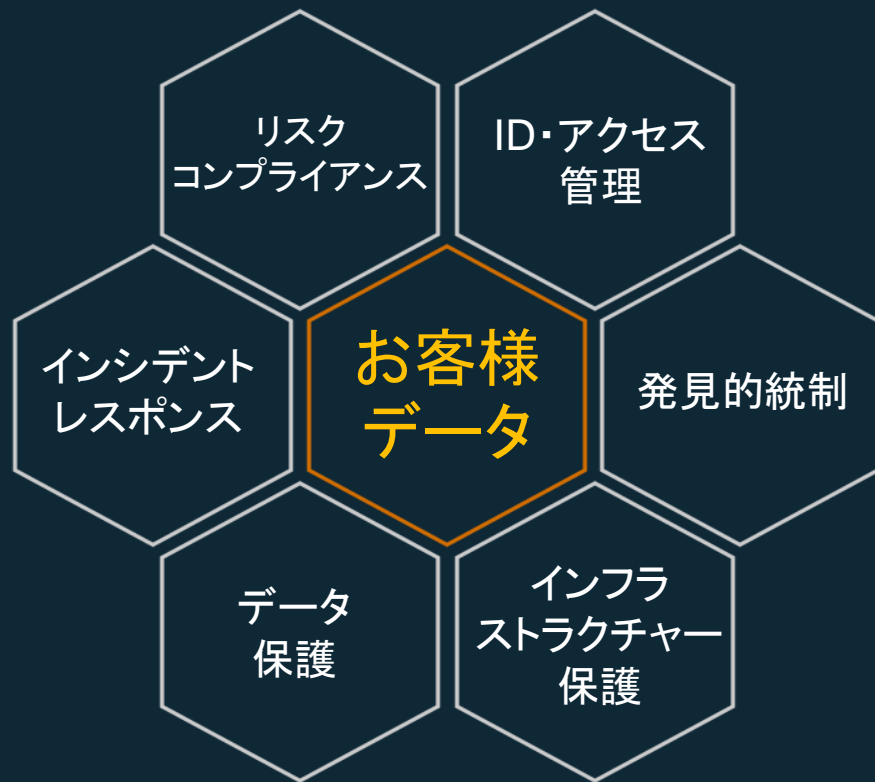 リスク
コンプライアンス
ID・アクセス
管理
インシデント
レスポンス
お客様
データ
発見的統制
データ
保護
インフラ
ストラクチャー
保護